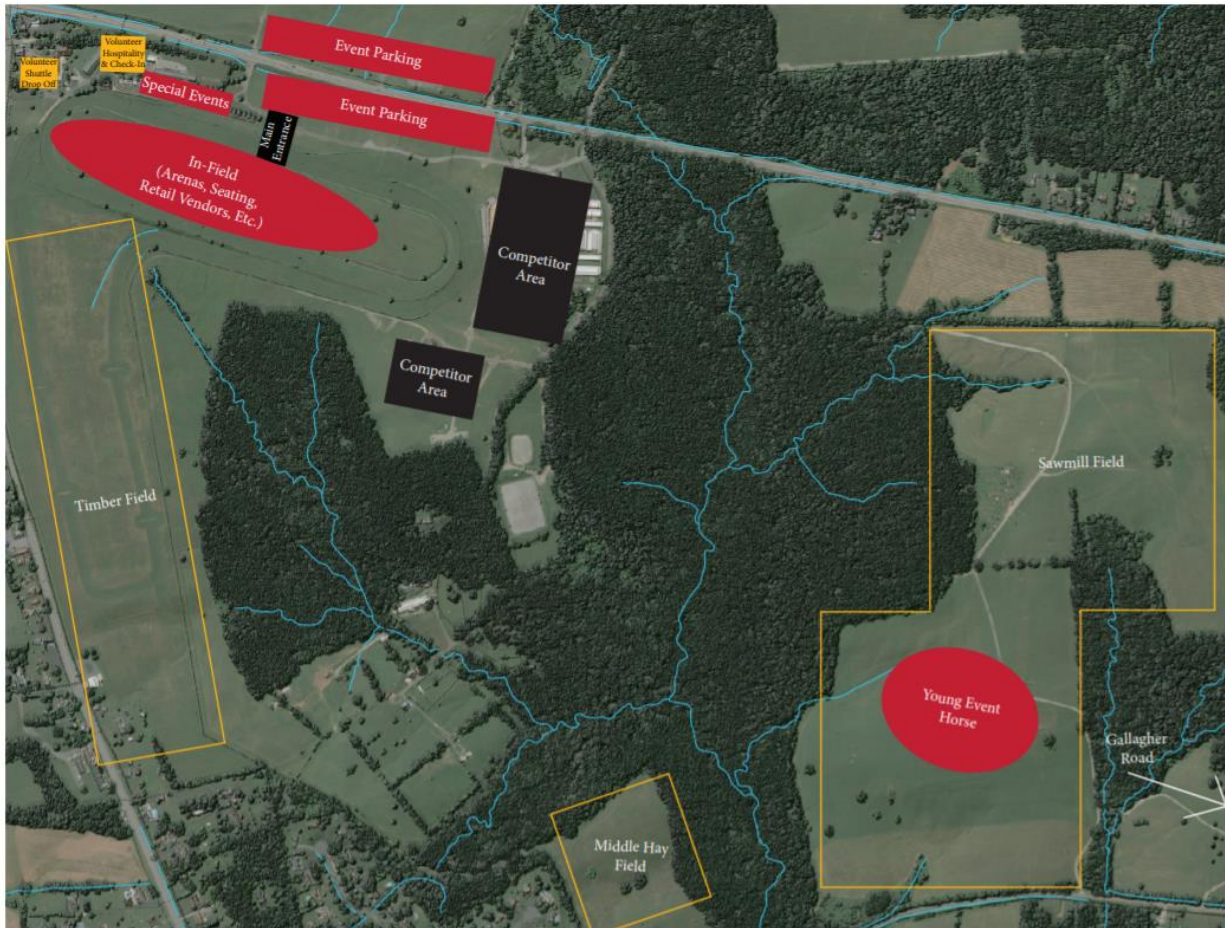 Volunteer
Shuttle
Drop Off
Volunteer
Hospitality
& Check-In
Event Parking
Special Events
Event Parking
Main
Entrance
In-Field
(Arenas, Seating,
Retail Vendors, Etc.)
Competitor
Area
Competitor
Area
Timber Field
Sawmill Field
Young Event
Horse
Gallagher
Road
Middle Hay
Field